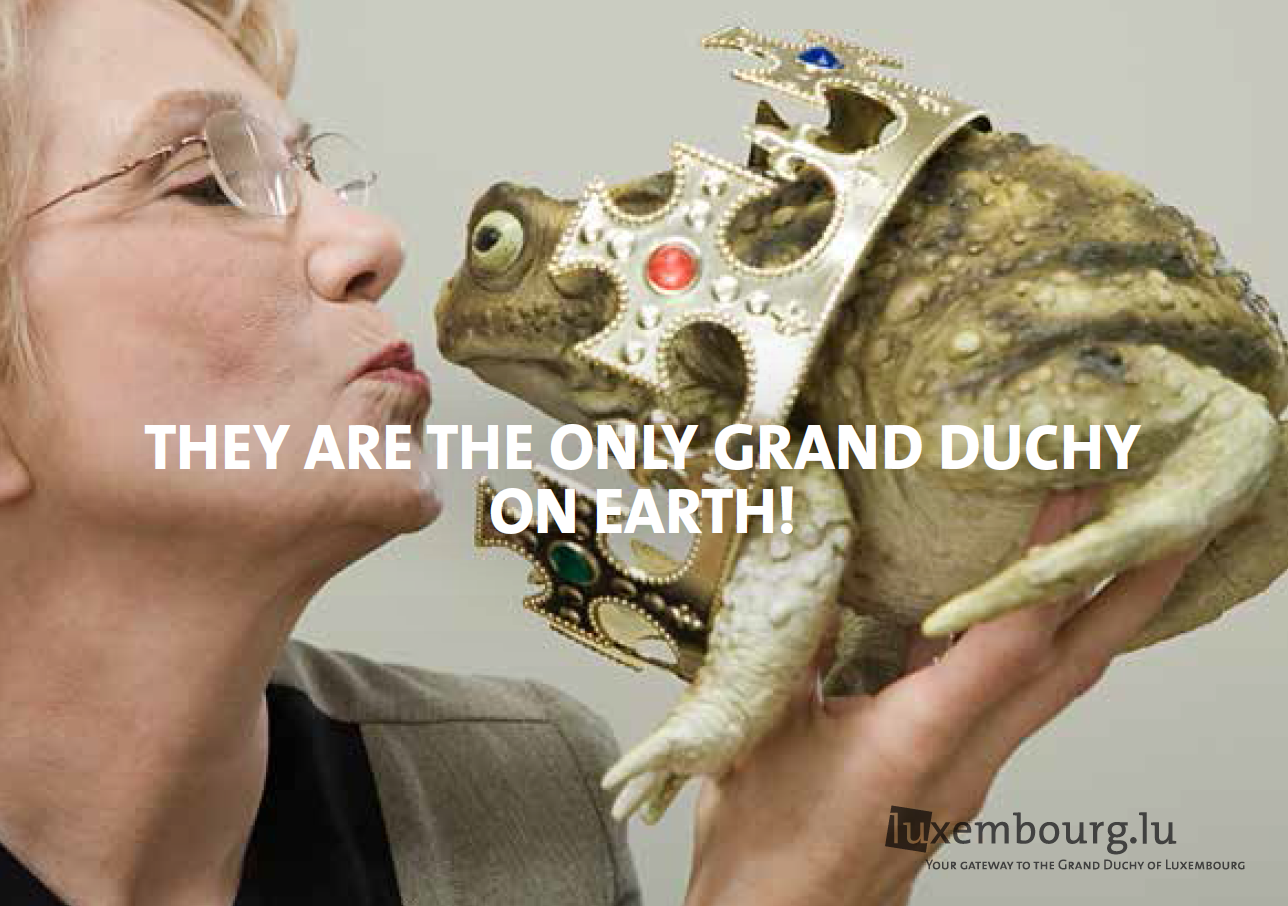 THEY ARE THE ONLY GRAND DUCHY
ON EARTH!
luxembourg.lu
YOUR GATEWAY TO THE GRAND DUCHY OF LUXEMBOURG